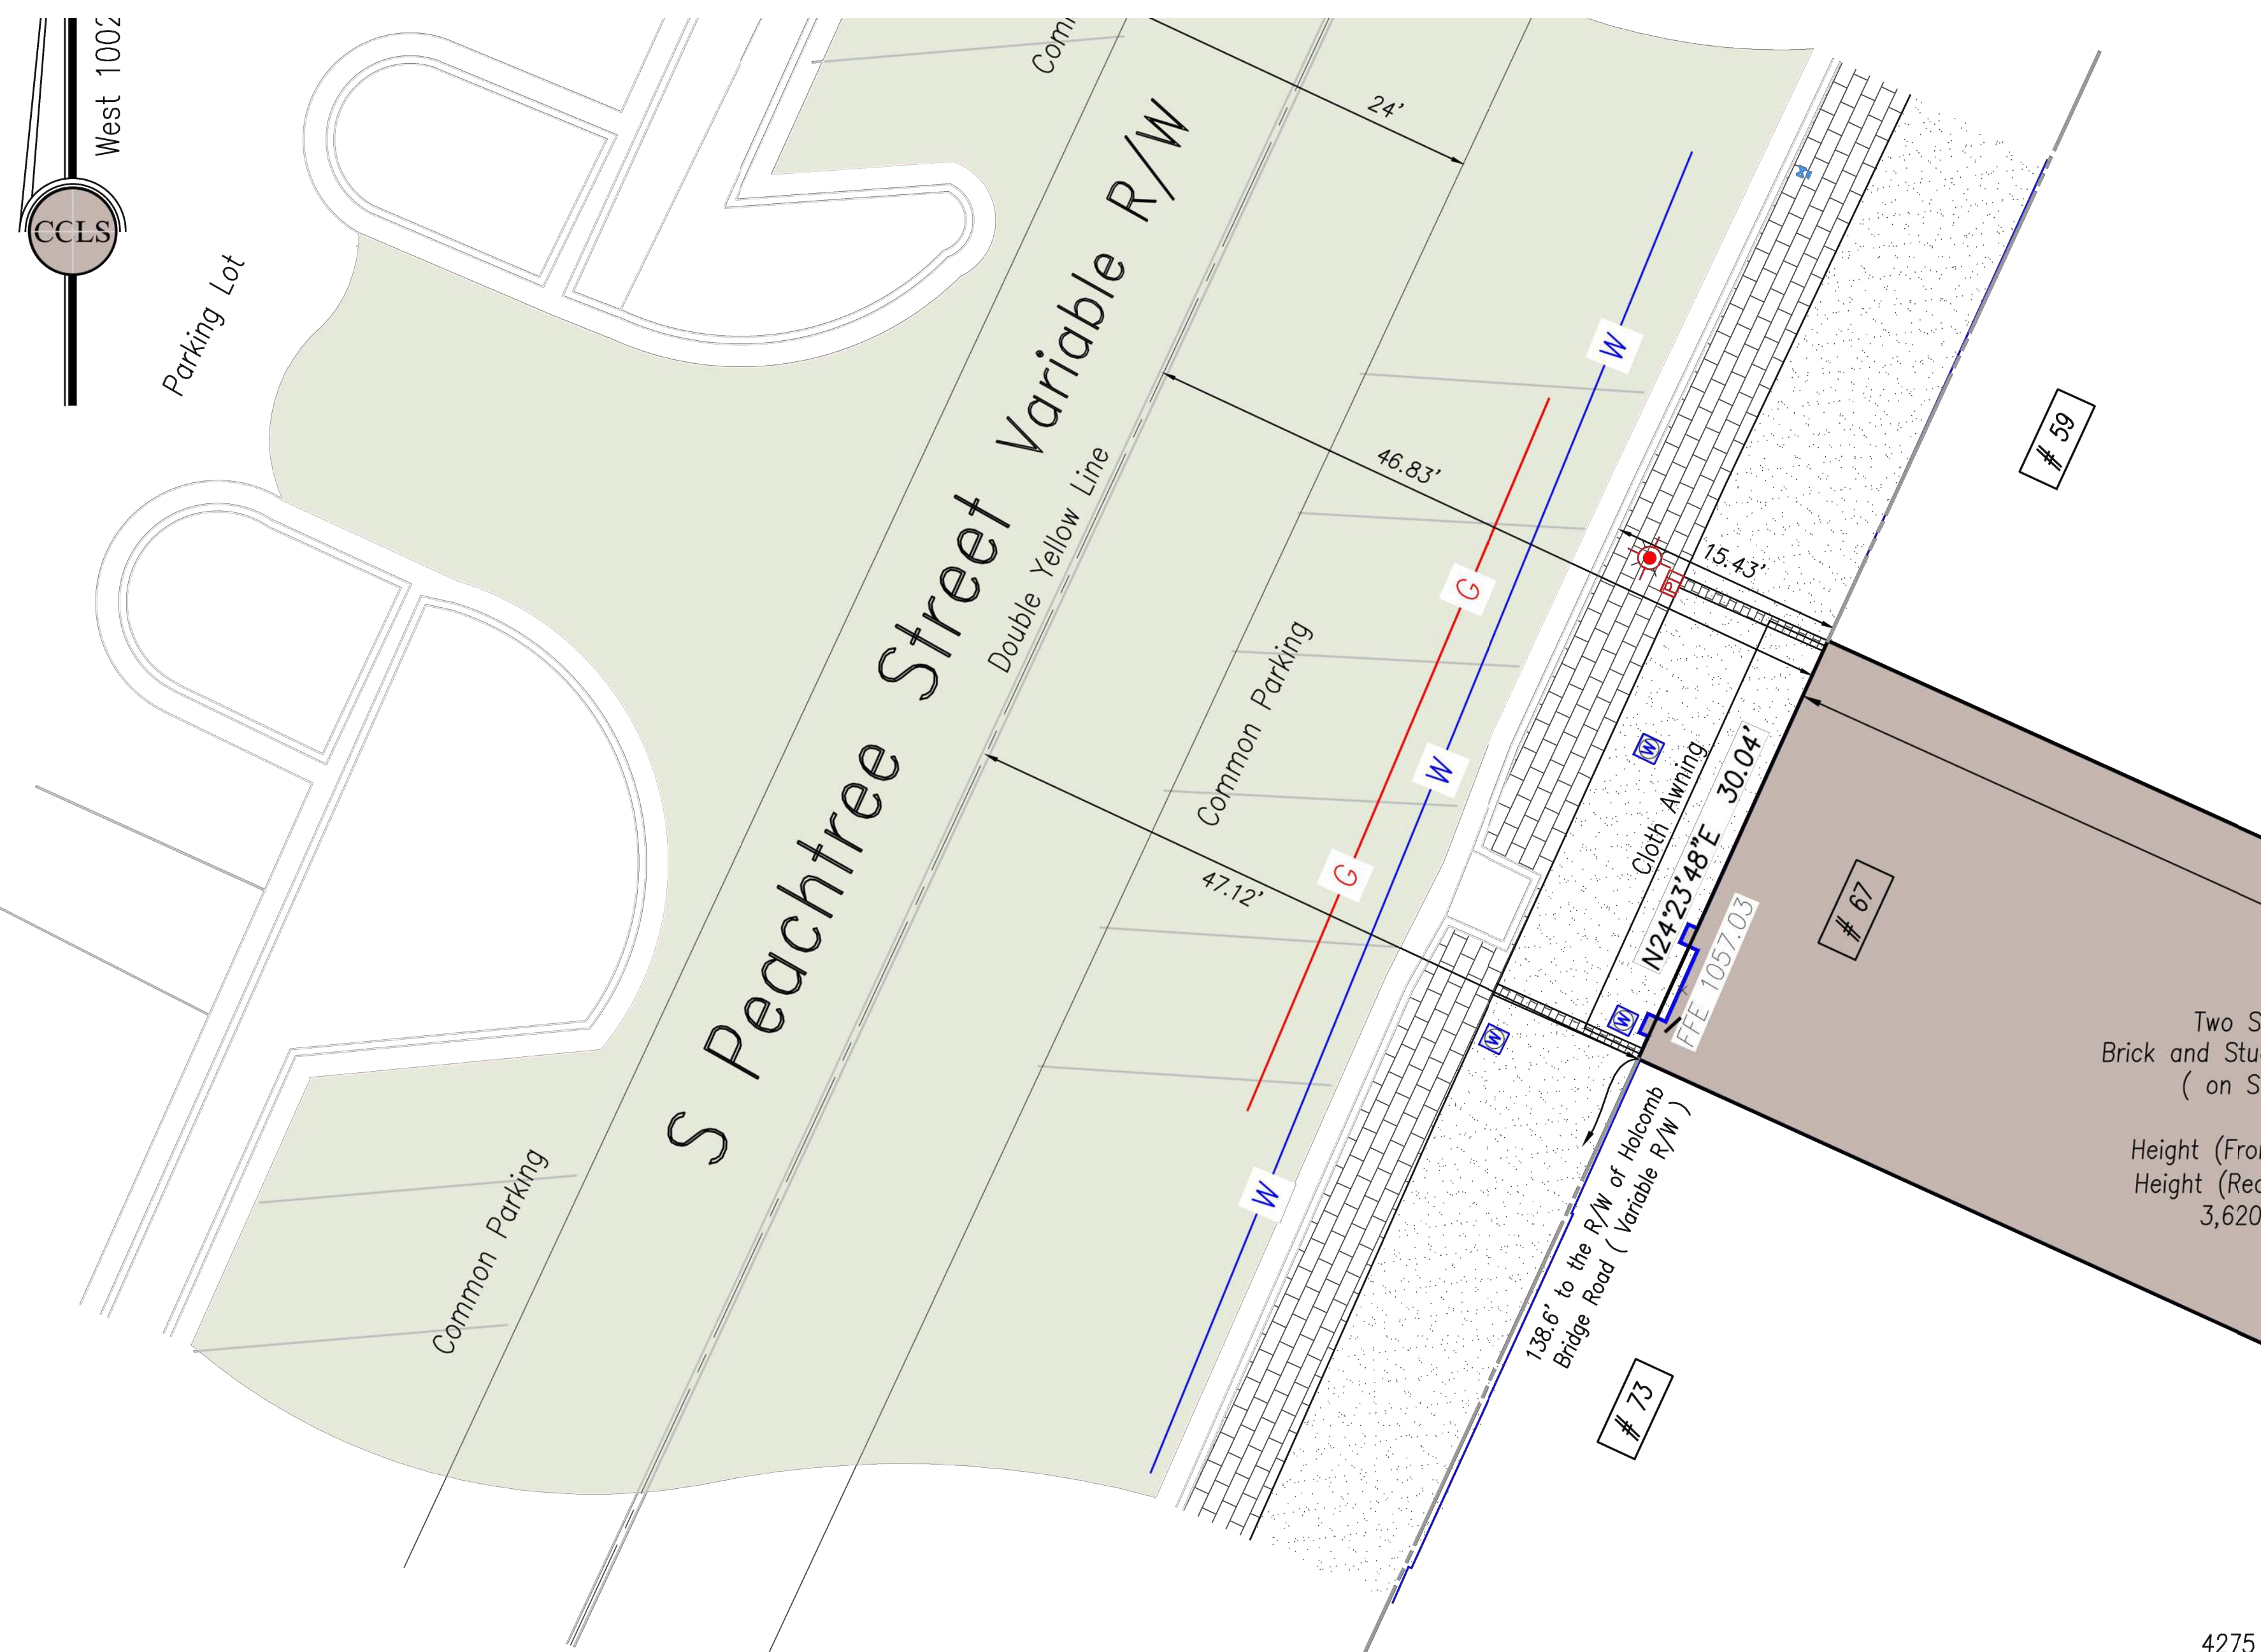 West 1002
CCLS
Parking Lot
24'
S Peachtree Street Variable R/W
Double Yellow Line
46.83'
15.43'
# 59
W
G
Common Parking
W
W
Cloth Awning
N24°23'48"E 30.04'
G
47.12'
# 67
FFE 1057.03
W
W
Two S
Brick and Stu
( on S
Height (Fro
Height (Rea
3,620
W
138.6' to the R/W of Holcomb
Bridge Road ( Variable R/W )
Common Parking
# 73
4275